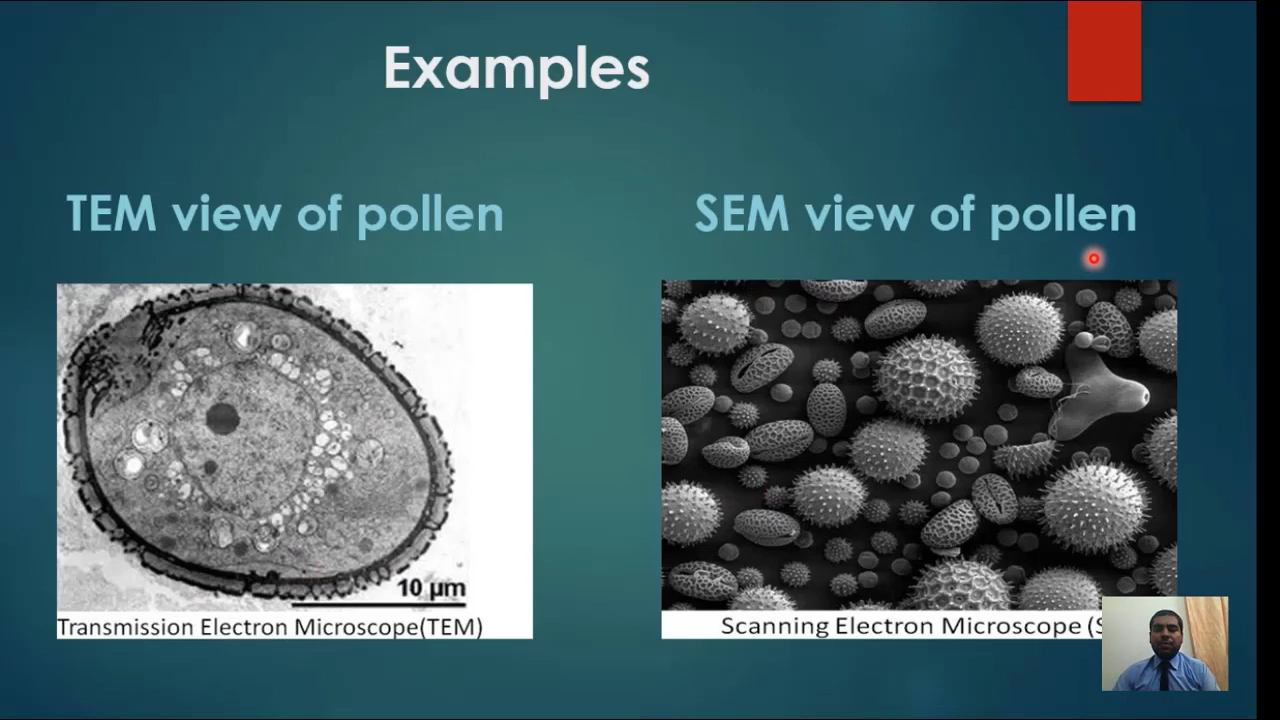 Examples
TEM view of pollen
SEM view of pollen
10 µm
Transmission Electron Microscope(TEM)
Scanning Electron Microscope (S